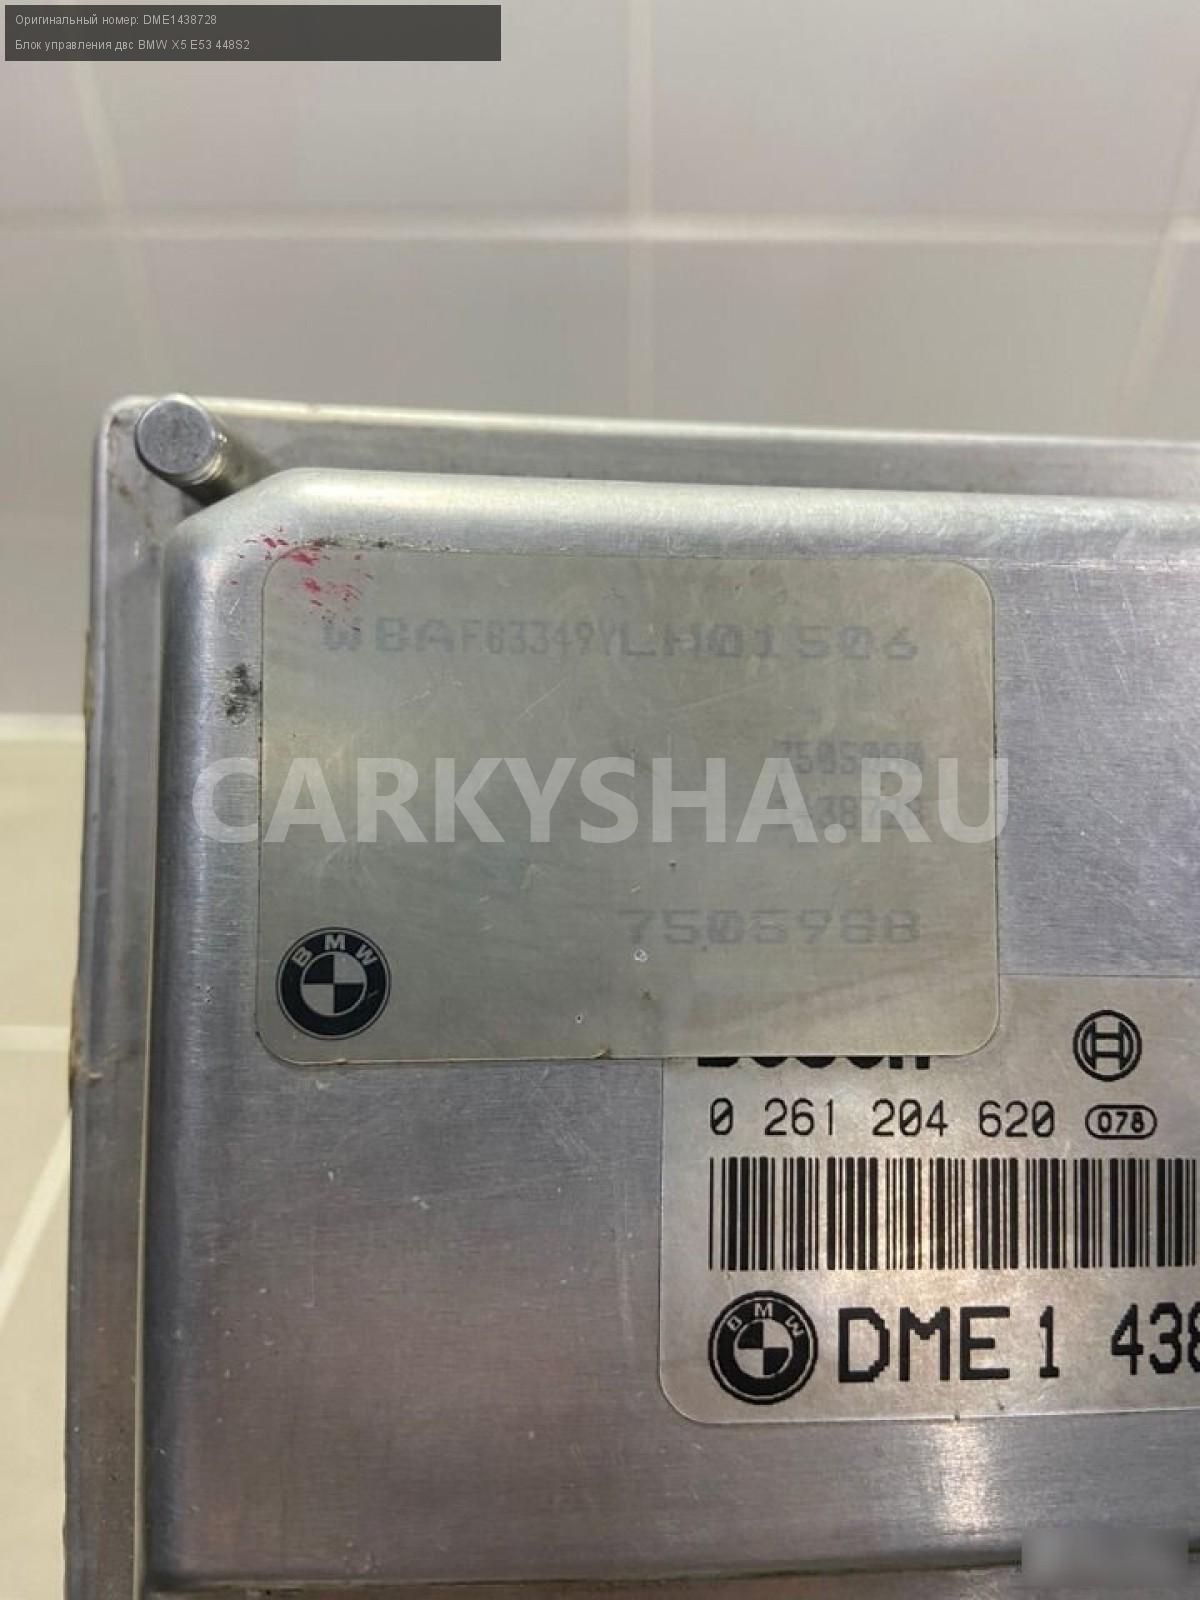 Оригинальный номер: DME1438728
Блок управления двс BMW X5 E53 448S2
WBAFB3349YLH01506
CARKYSHA.RU
7505988
BMW
0 261 204 620 078
BMW DME 1 438